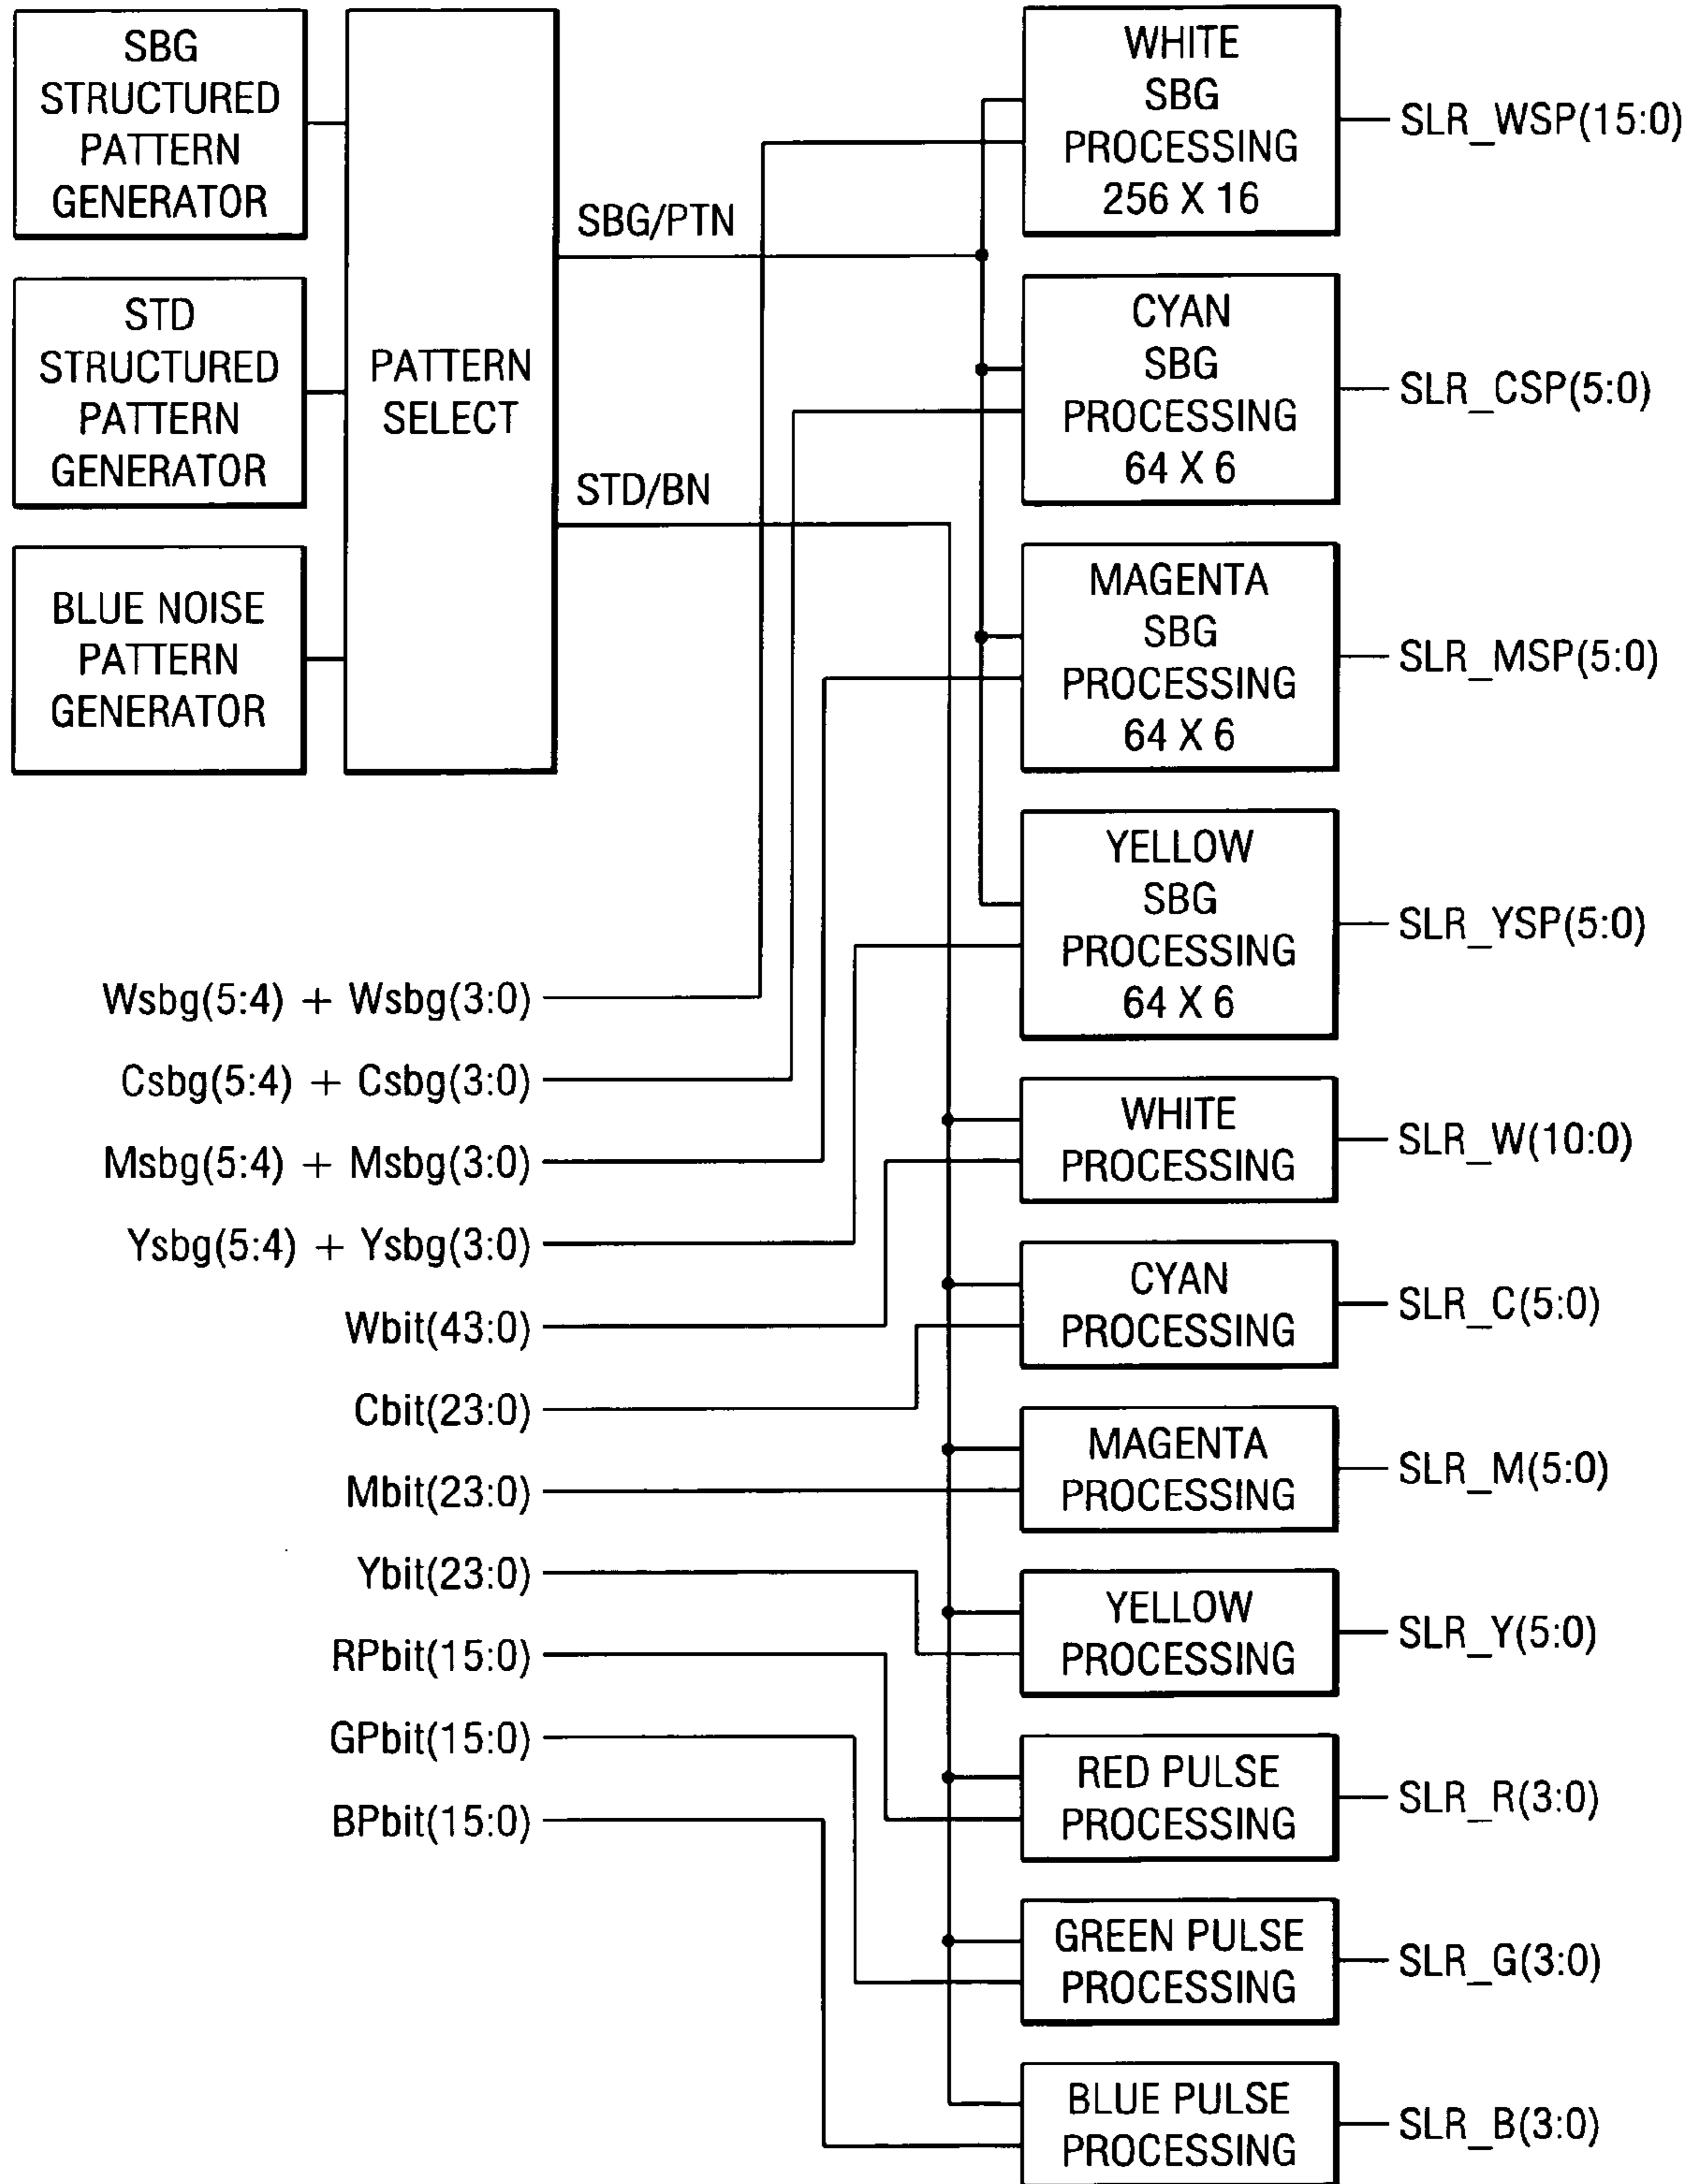 SBG
STRUCTURED
PATTERN
GENERATOR
STD
STRUCTURED
PATTERN
GENERATOR
BLUE NOISE
PATTERN
GENERATOR
PATTERN
SELECT
SBG/PTN
STD/BN
Wsbg(5:4) + Wsbg(3:0)
Csbg(5:4) + Csbg(3:0)
Msbg(5:4) + Msbg(3:0)
Ysbg(5:4) + Ysbg(3:0)
Wbit(43:0)
Cbit(23:0)
Mbit(23:0)
Ybit(23:0)
RPbit(15:0)
GPbit(15:0)
BPbit(15:0)
WHITE
SBG
PROCESSING
256 X 16
SLR_WSP(15:0)
CYAN
SBG
PROCESSING
64 X 6
SLR_CSP(5:0)
MAGENTA
SBG
PROCESSING
64 X 6
SLR_MSP(5:0)
YELLOW
SBG
PROCESSING
64 X 6
SLR_YSP(5:0)
WHITE
PROCESSING
SLR_W(10:0)
CYAN
PROCESSING
SLR_C(5:0)
MAGENTA
PROCESSING
SLR_M(5:0)
YELLOW
PROCESSING
SLR_Y(5:0)
RED PULSE
PROCESSING
SLR_R(3:0)
GREEN PULSE
PROCESSING
SLR_G(3:0)
BLUE PULSE
PROCESSING
SLR_B(3:0)